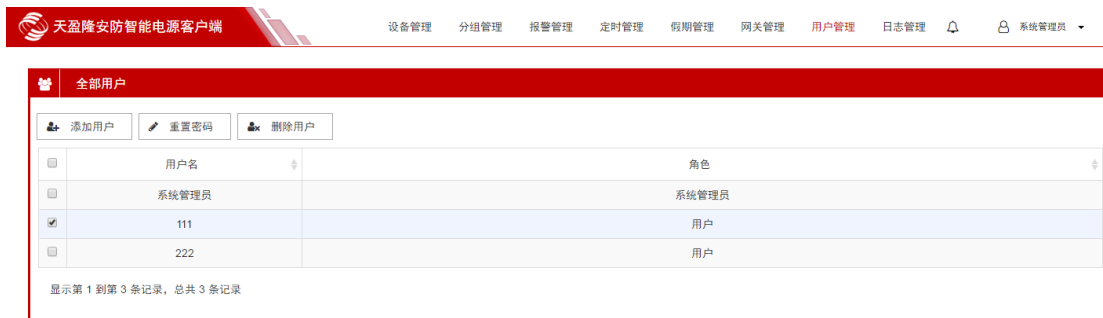 天盈隆安防智能电源客户端 设备管理 分组管理 报警管理 定时管理 假期管理 网关管理 用户管理 日志管理 系统管理员
全部用户
添加用户 重置密码 删除用户
用户名 角色
系统管理员 系统管理员
111 用户
222 用户
显示第 1 到第 3 条记录，总共 3 条记录